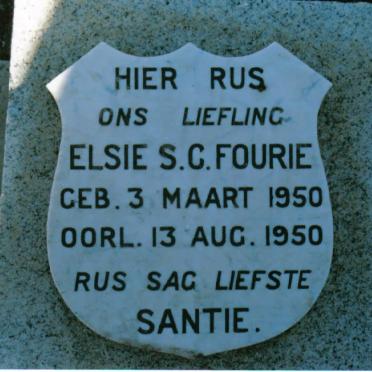 HIER RUS
ONS LIEFLING
ELSIE S.C. FOURIE
GEB. 3 MAART 1950
OORL. 13 AUG. 1950
RUS SAG LIEFSTE
SANTIE.